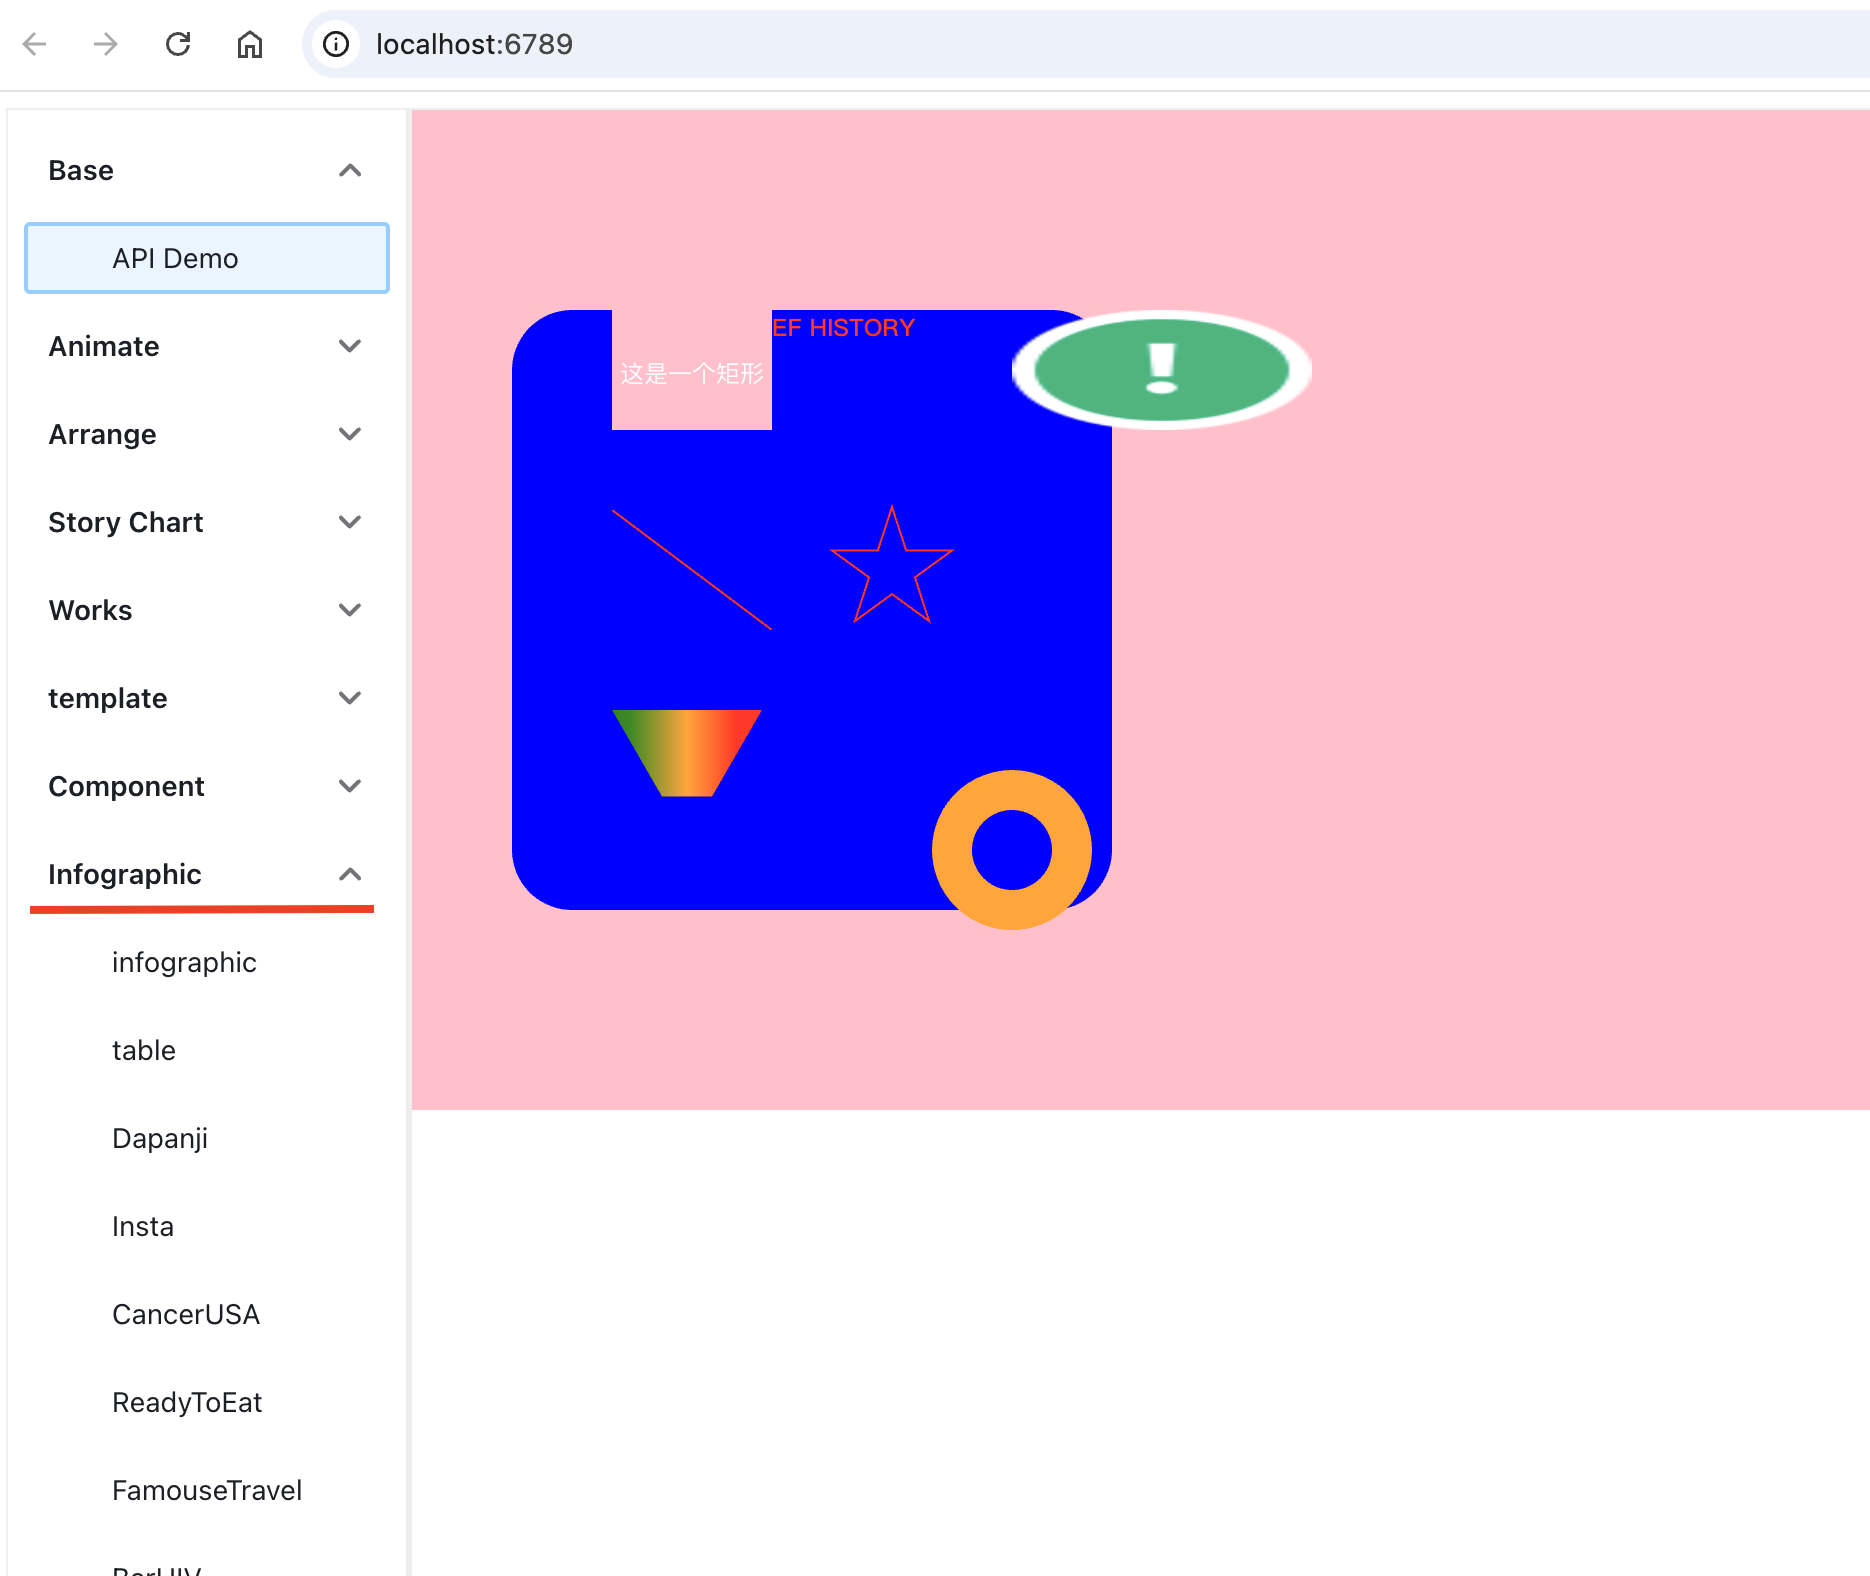 localhost:6789
Base
API Demo
Animate
Arrange
Story Chart
Works
template
Component
Infographic
infographic
table
Dapanji
Insta
CancerUSA
ReadyToEat
FamouseTravel
EF HISTORY
这是一个矩形
!